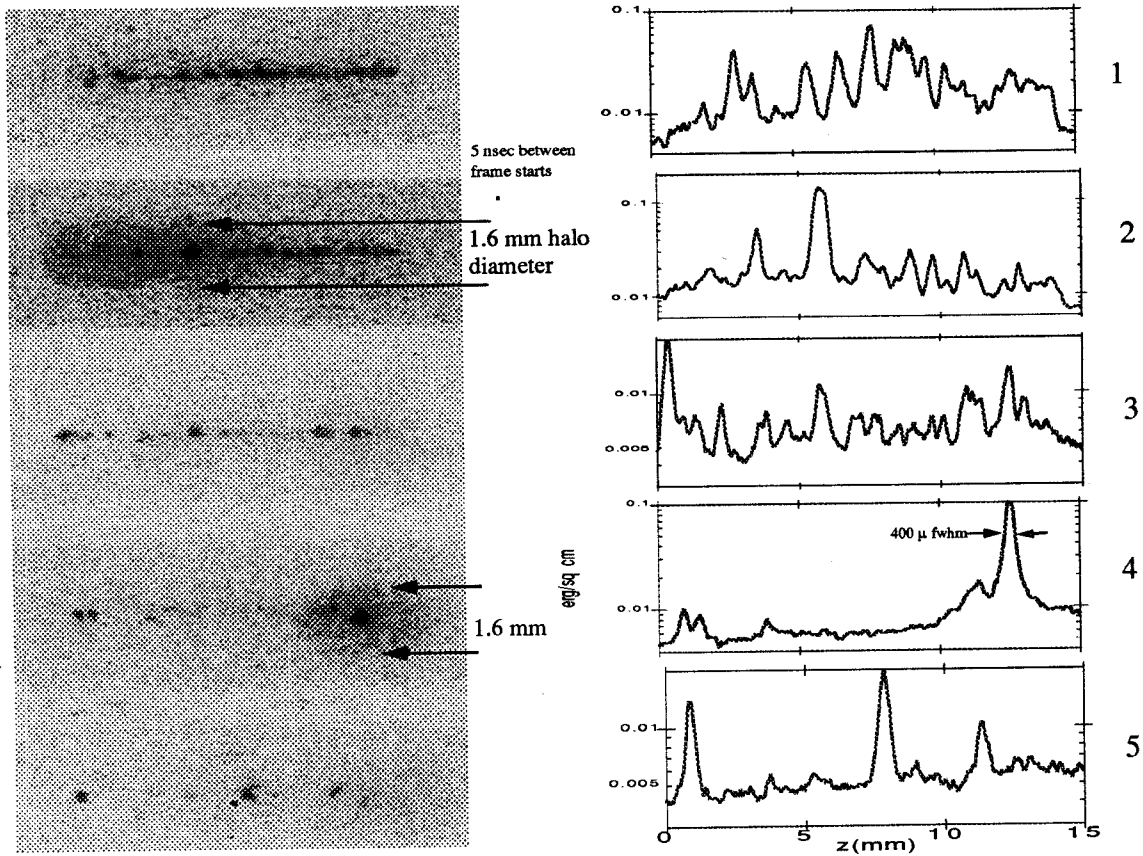 5 nsec between
frame starts
1.6 mm halo
diameter
1.6 mm
0.1
0.01
1
0.1
0.01
2
0.01
0.005
3
0.1
400 μ fwhm
0.01
erg/sq cm
4
0.01
0.005
5
0
5
10
15
z(mm)